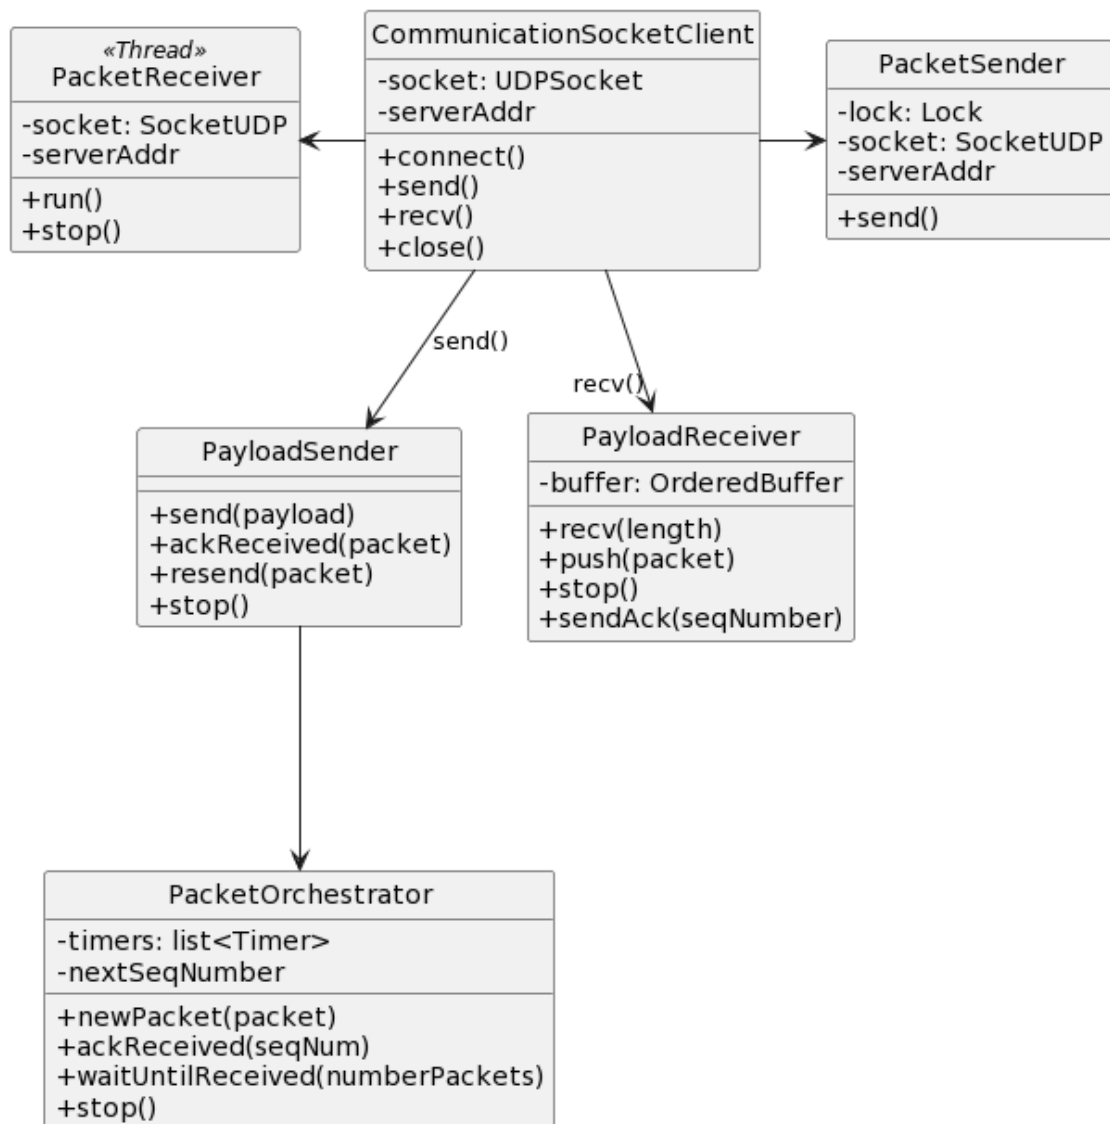 «Thread»
PacketReceiver
-socket: SocketUDP
-serverAddr
+run()
+stop()
CommunicationSocketClient
-socket: UDPSocket
-serverAddr
+connect()
+send()
+recv()
+close()
PacketSender
-lock: Lock
-socket: SocketUDP
-serverAddr
+send()
send()
recv()
PayloadSender
+send(payload)
+ackReceived(packet)
+resend(packet)
+stop()
PayloadReceiver
-buffer: OrderedBuffer
+recv(length)
+push(packet)
+stop()
+sendAck(seqNumber)
PacketOrchestrator
-timers: list<Timer>
-nextSeqNumber
+newPacket(packet)
+ackReceived(seqNum)
+waitUntilReceived(numberPackets)
+stop()